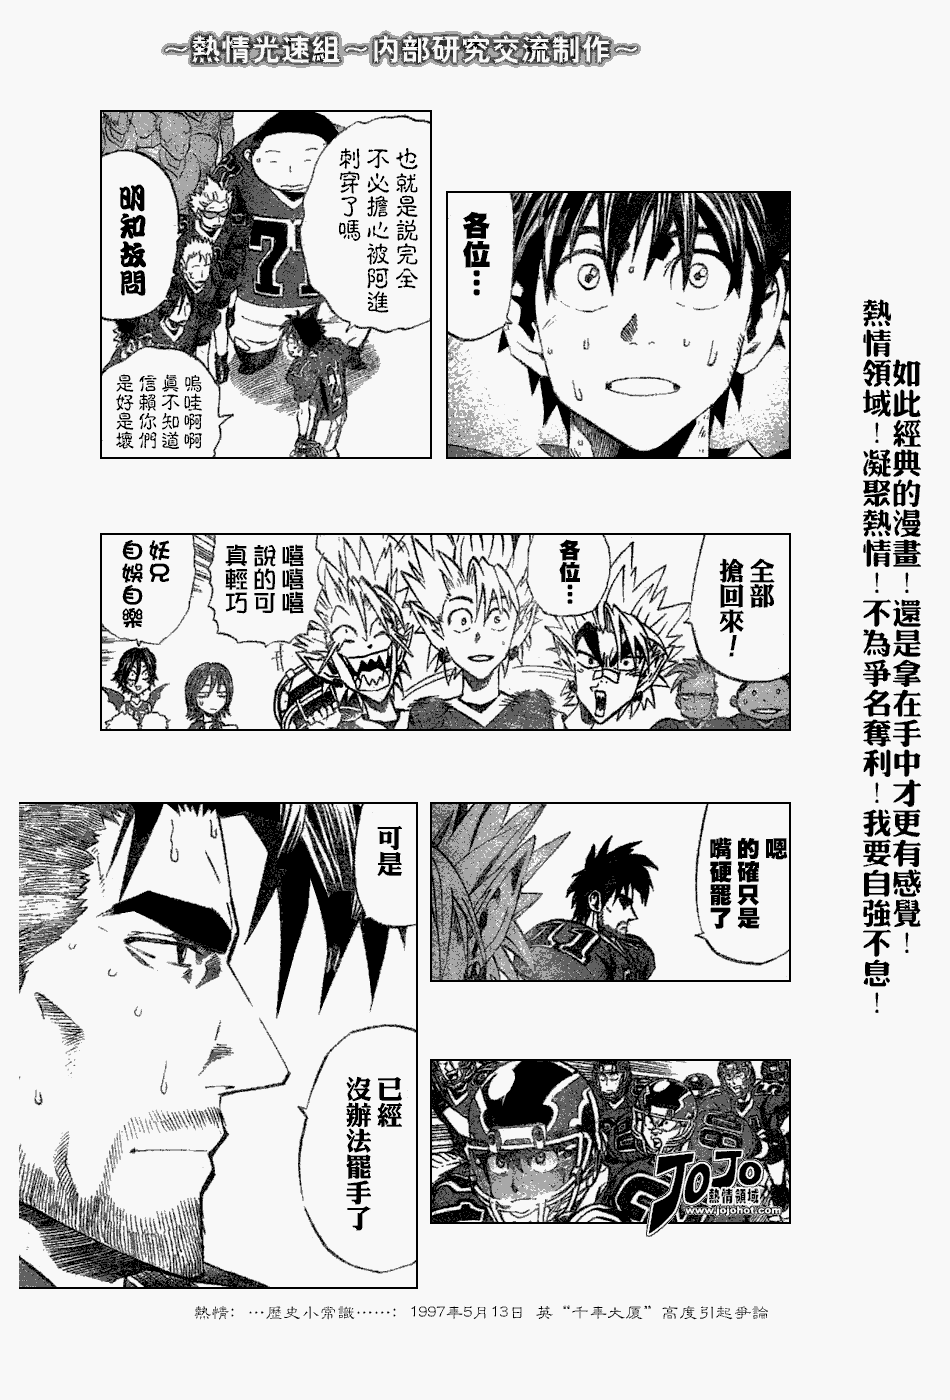 ～熱情光速組～內部研究交流制作～
各位…
也就是説完全
不必擔心被阿進
刺穿了嗎
明知故問
嗚哇啊啊
真不知道
信賴你們
是好是壞
全部
搶回來！
各位…
嘻嘻嘻
說的可
真輕巧
妖兄
自娛自樂
嗯
的確只是
嘴硬罷了
可是
已經
沒辦法罷手了
JOJO
熱情領域
www.jojohot.com
如此經典的漫畫！還是拿在手中才更有感覺！
熱情領域！凝聚熱情！不為爭名奪利！我要自強不息！
熱情：…歷史小常識……：1997年5月13日 英“千年大厦”高度引起爭論
71
21